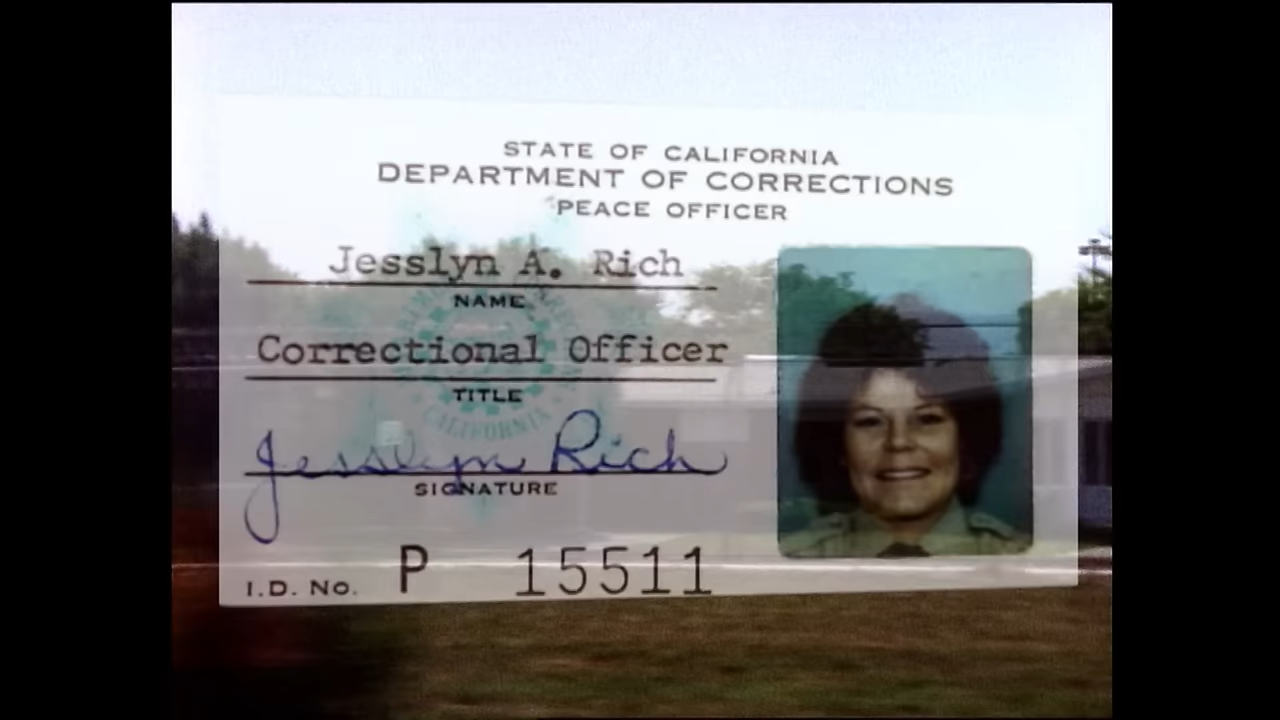 STATE OF CALIFORNIA
DEPARTMENT OF CORRECTIONS
PEACE OFFICER
Jesslyn A. Rich
NAME
Correctional Officer
TITLE
CALIFORNIA
Jesslyn Rich
SIGNATURE
I.D. No. P 15511